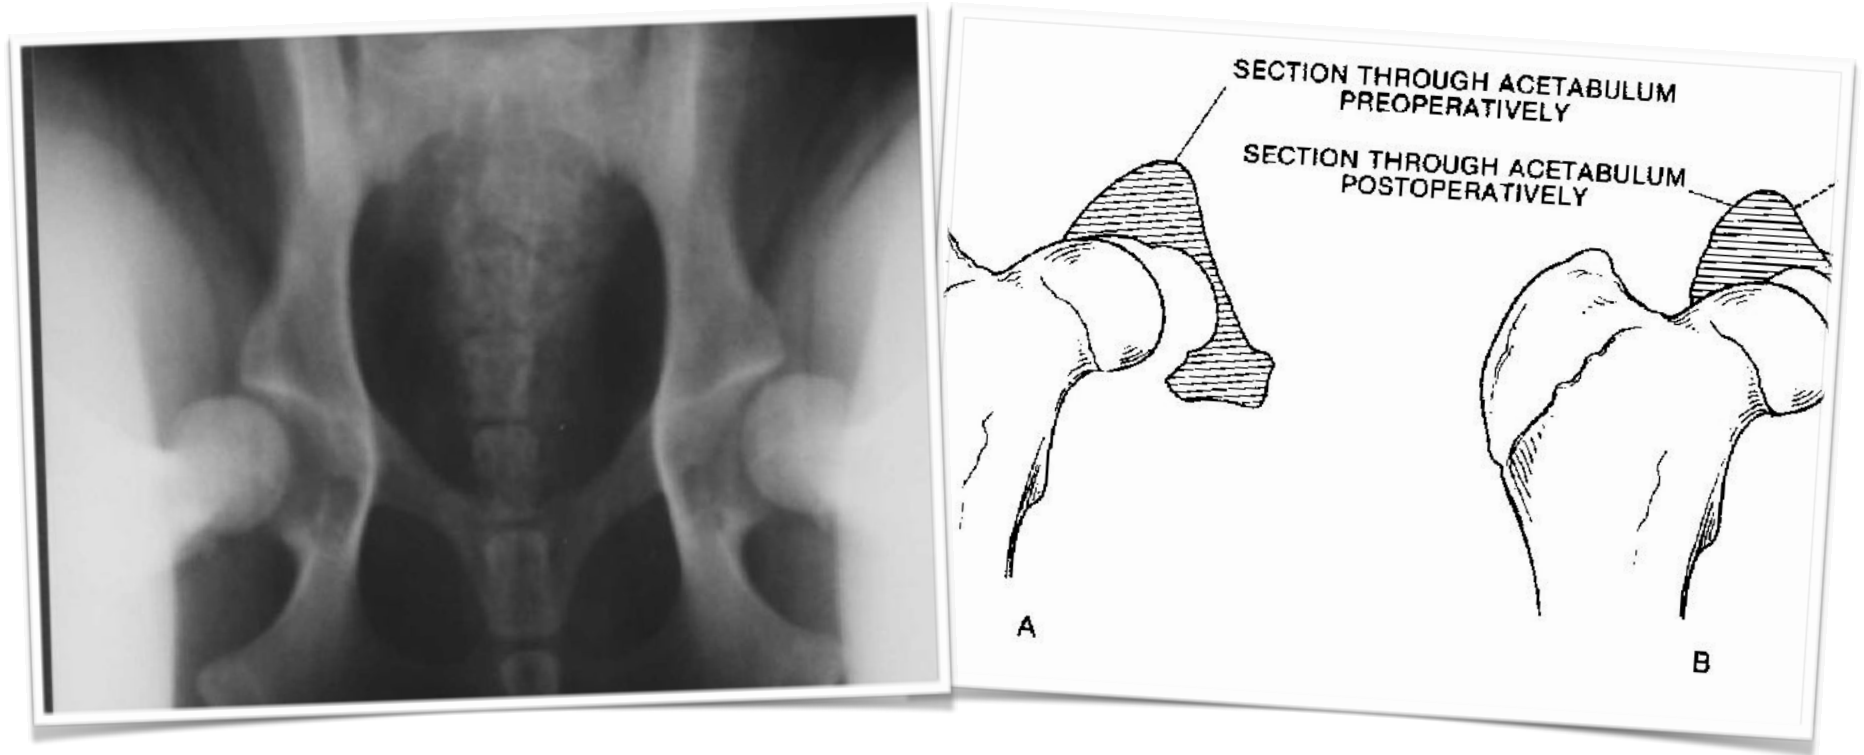 SECTION THROUGH ACETABULUM
PREOPERATIVELY
SECTION THROUGH ACETABULUM
POSTOPERATIVELY
A
B